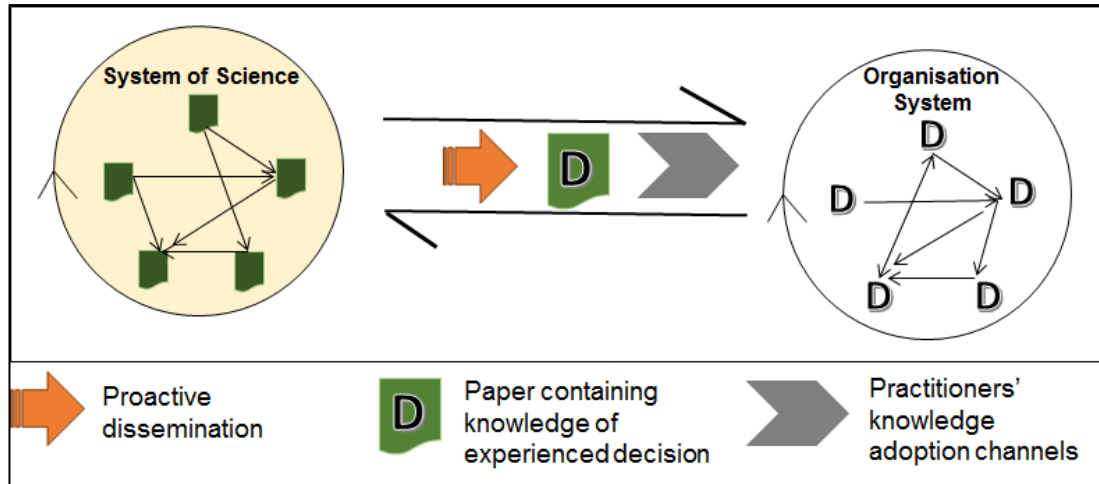 System of Science
Organisation
System
D
D
D
D
D
D
Proactive
dissemination
D
Paper containing
knowledge of
experienced decision
Practitioners’
knowledge
adoption channels